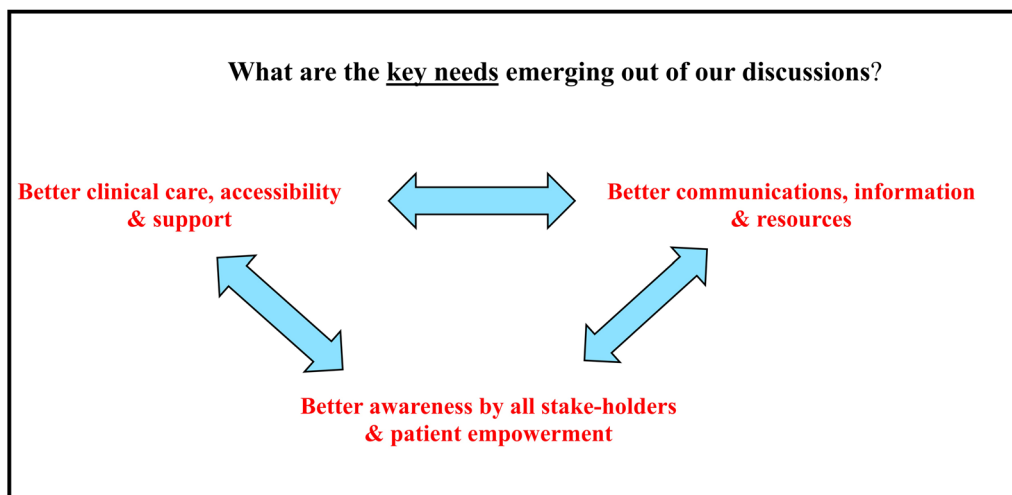 What are the key needs emerging out of our discussions?
Better clinical care, accessibility
& support
Better communications, information
& resources
Better awareness by all stake-holders
& patient empowerment